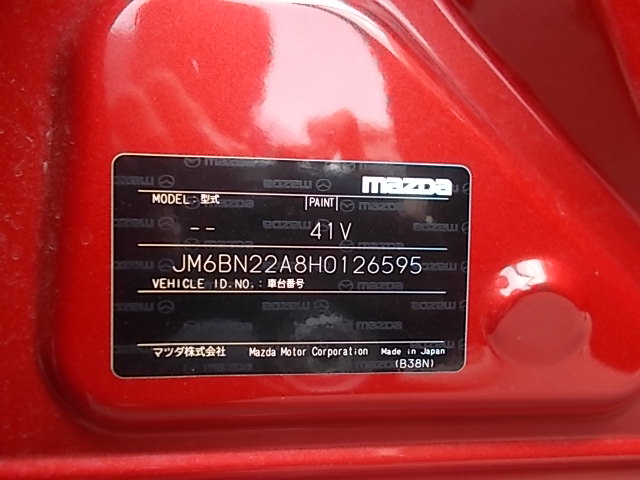 mazda
MODEL:型式 PAINT
-- 41V
JM6BN22A8H0126595
VEHICLE ID.NO.:車台番号
マツダ株式会社 Mazda Motor Corporation Made in Japan
(B38N)